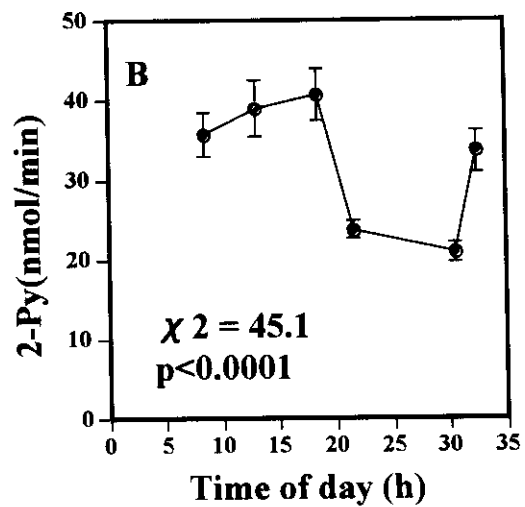 50
B
40
30
20
10
0
2-Py(nmol/min)
χ 2 = 45.1
p<0.0001
0 5 10 15 20 25 30 35
Time of day (h)